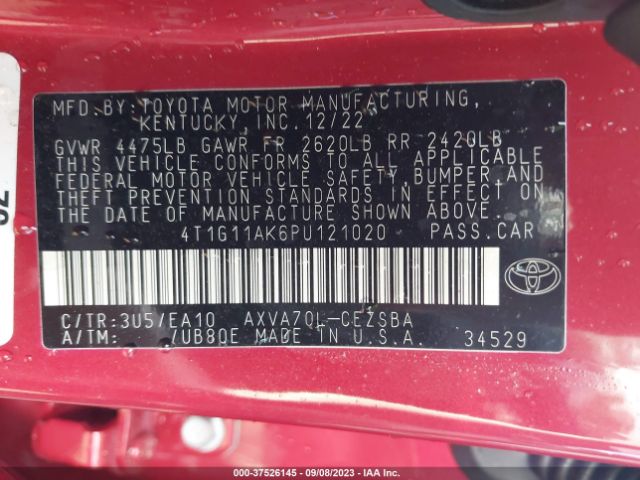 MFD.BY:TOYOTA MOTOR MANUFACTURING,
KENTUCKY, INC. 12/22
GVWR 4475LB GAWR FR 2620LB RR 2420LB
THIS VEHICLE CONFORMS TO ALL APPLICABLE
FEDERAL MOTOR VEHICLE SAFETY, BUMPER, AND
THEFT PREVENTION STANDARDS IN EFFECT ON
THE DATE OF MANUFACTURE SHOWN ABOVE.
4T1G11AK6PU121020 PASS.CAR
C/TR:3U5/EA10 AXVA70L-CEZSBA
A/TM: /UB80E MADE IN U.S.A. 34529
000-37526145 - 09/08/2023 - IAA Inc.